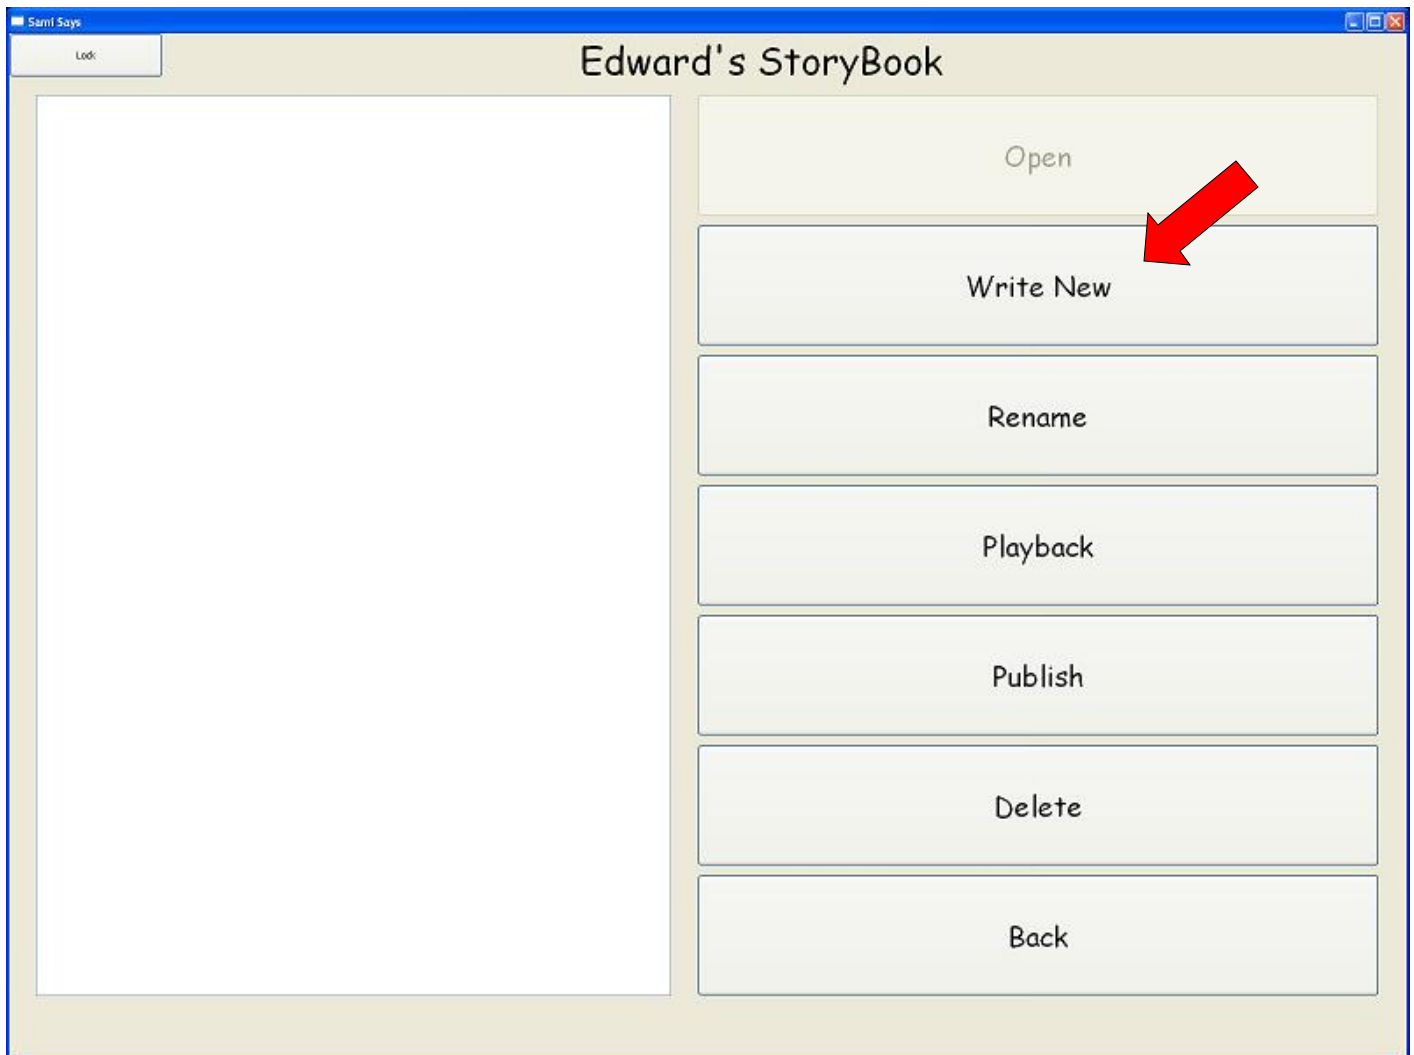 Sami Says
Lock
Edward's StoryBook
Open
Write New
Rename
Playback
Publish
Delete
Back